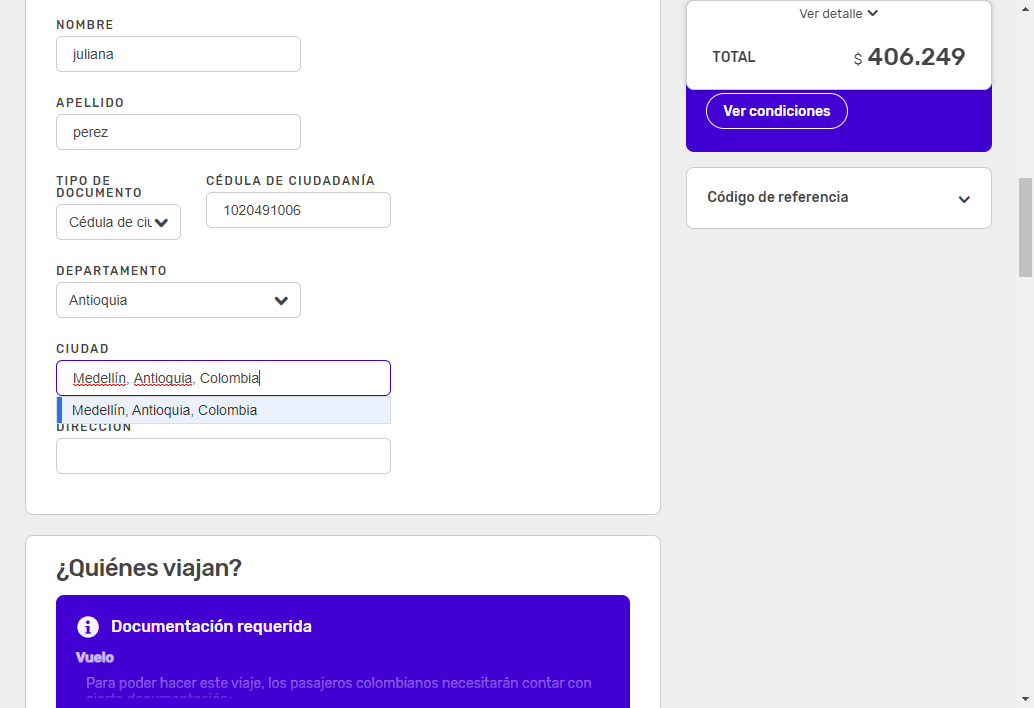 NOMBRE
juliana
APELLIDO
perez
TIPO DE
DOCUMENTO
Cédula de ciu
CÉDULA DE CIUDADANÍA
1020491006
DEPARTAMENTO
Antioquia
CIUDAD
Medellín, Antioquia, Colombia
Medellín, Antioquia, Colombia
DIRECCIÓN
¿Quiénes viajan?
Documentación requerida
Vuelo
Para poder hacer este viaje, los pasajeros colombianos necesitarán contar con
cierta documentación:
Ver detalle
TOTAL
$ 406.249
Ver condiciones
Código de referencia